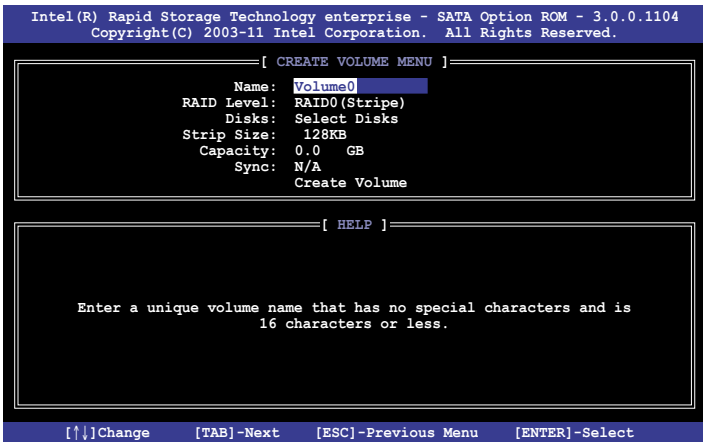 Intel(R) Rapid Storage Technology enterprise - SATA Option ROM - 3.0.0.1104
Copyright(C) 2003-11 Intel Corporation. All Rights Reserved.
[ CREATE VOLUME MENU ]
Name: Volume0
RAID Level: RAID0(Stripe)
Disks: Select Disks
Strip Size: 128KB
Capacity: 0.0 GB
Sync: N/A
Create Volume
[ HELP ]
Enter a unique volume name that has no special characters and is
16 characters or less.
[↑↓]Change [TAB]-Next [ESC]-Previous Menu [ENTER]-Select